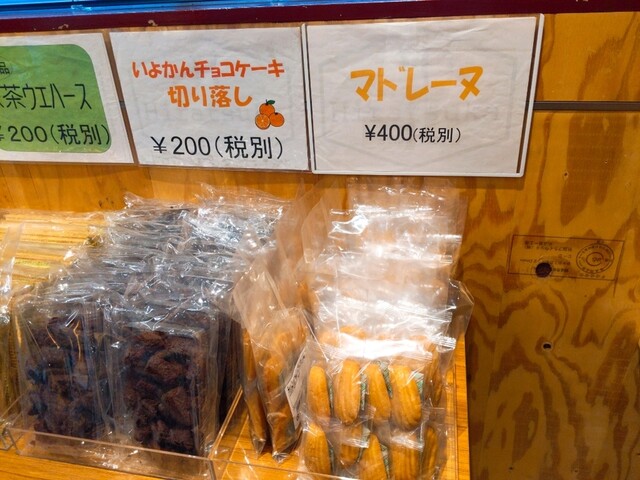 品
茶ウエハース
¥200(税別)
いよかんチョコケーキ
切り落し
¥200(税別)
マドレーヌ
¥400(税別)